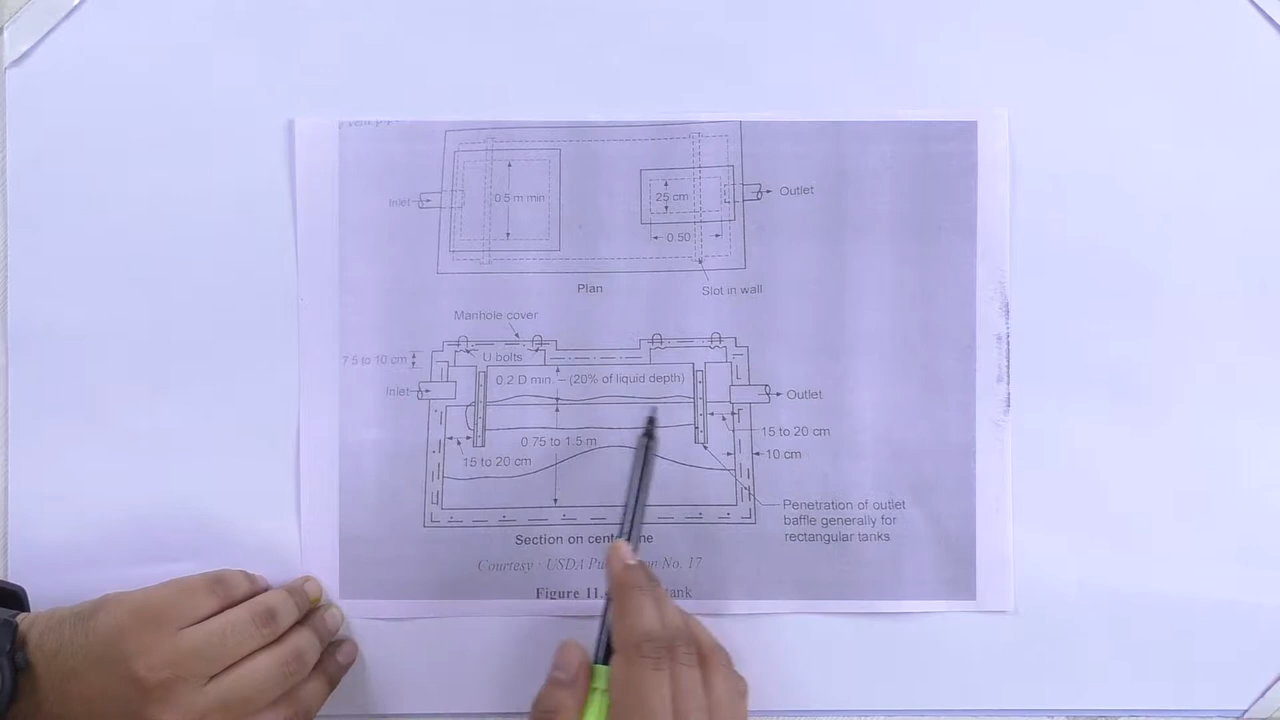 Inlet
0.5 m min
25 cm
Outlet
0.50
Plan
Slot in wall
Manhole cover
7.5 to 10 cm
U bolts
Inlet
0.2 D min. – (20% of liquid depth)
Outlet
0.75 to 1.5 m
15 to 20 cm
15 to 20 cm
10 cm
Penetration of outlet
baffle generally for
rectangular tanks
Section on
Courtesy : USDA No. 17
Figure 11. tank